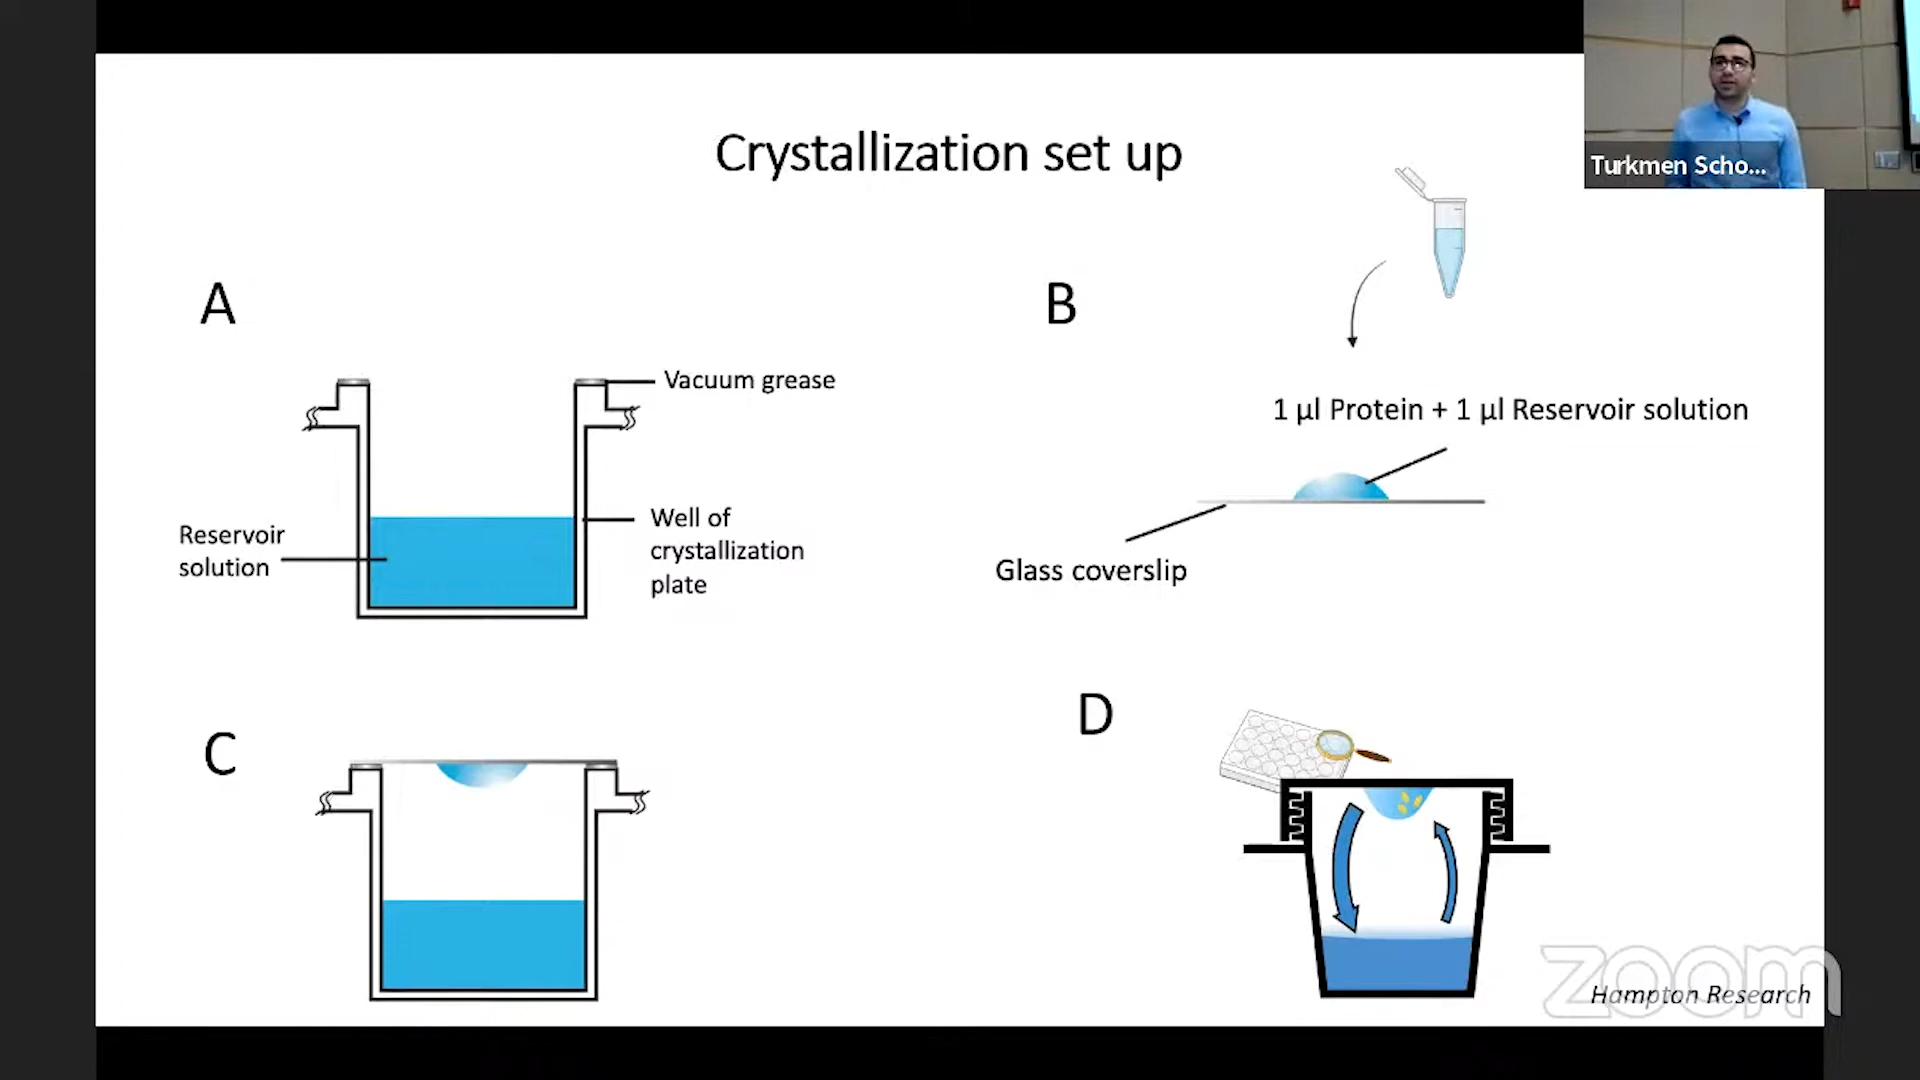 Turkmen Scho...
Crystallization set up
A
Vacuum grease
Reservoir
solution
Well of
crystallization
plate
B
1 µl Protein + 1 µl Reservoir solution
Glass coverslip
C
D
zoom
Hampton Research